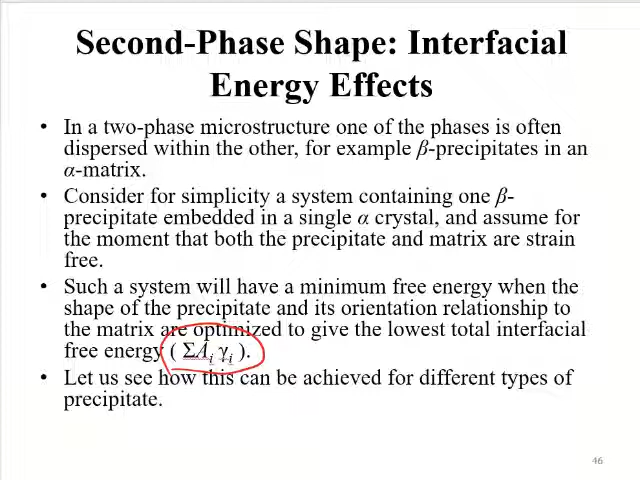 Second-Phase Shape: Interfacial
Energy Effects
• In a two-phase microstructure one of the phases is often
dispersed within the other, for example β-precipitates in an
α-matrix.
• Consider for simplicity a system containing one β-
precipitate embedded in a single α crystal, and assume for
the moment that both the precipitate and matrix are strain
free.
• Such a system will have a minimum free energy when the
shape of the precipitate and its orientation relationship to
the matrix are optimized to give the lowest total interfacial
free energy ( ΣAᵢ γᵢ ).
• Let us see how this can be achieved for different types of
precipitate.
46